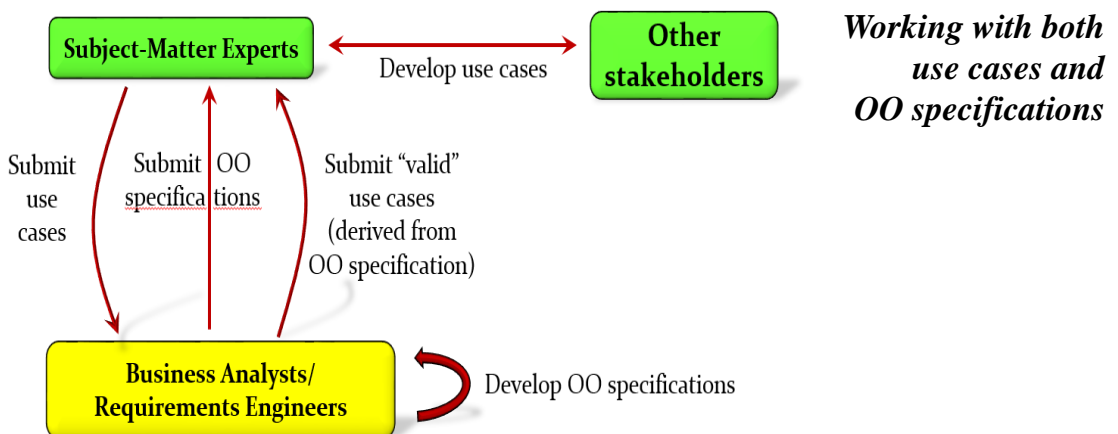 Subject-Matter Experts
Develop use cases
Other
stakeholders
Working with both
use cases and
OO specifications
Submit
use
cases
Submit OO
specifications
Submit “valid”
use cases
(derived from
OO specification)
Business Analysts/
Requirements Engineers
Develop OO specifications